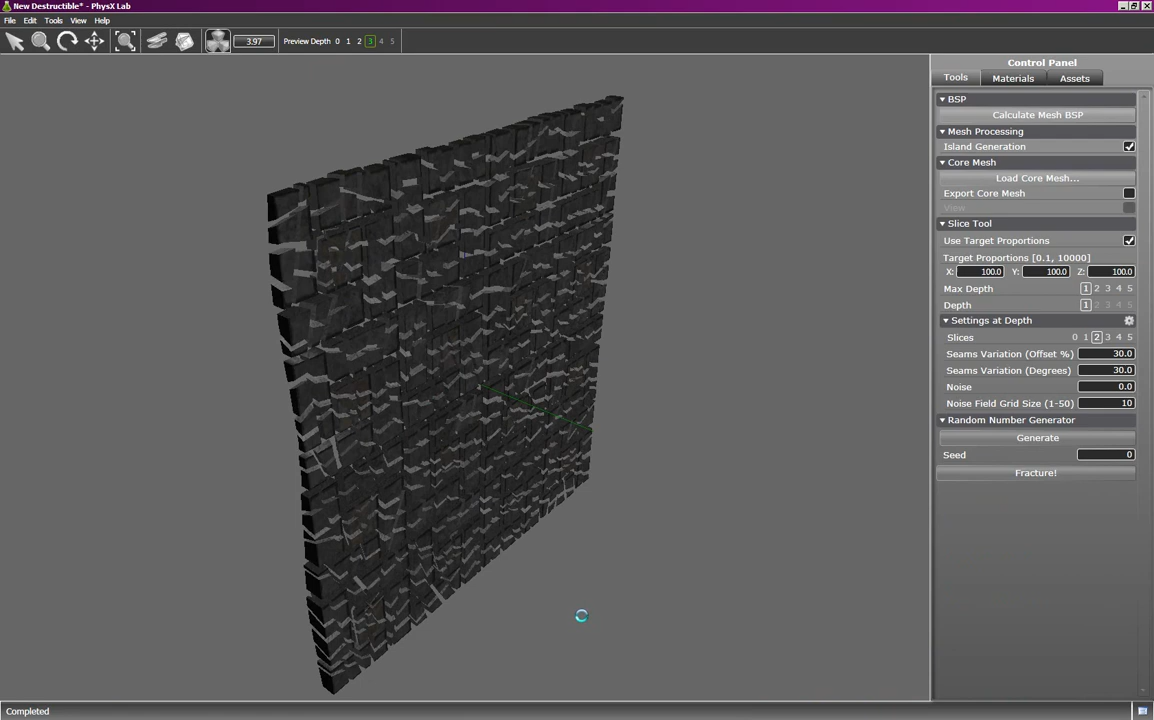 New Destructible* - PhysX Lab
File Edit Tools View Help
3.97 Preview Depth 0 1 2 3 4 5
Control Panel
Tools Materials Assets
BSP
Calculate Mesh BSP
Mesh Processing
Island Generation
Core Mesh
Load Core Mesh...
Export Core Mesh
View
Slice Tool
Use Target Proportions
Target Proportions [0.1, 10000]
X: 100.0 Y: 100.0 Z: 100.0
Max Depth 1 2 3 4 5
Depth 1 2 3 4 5
Settings at Depth
Slices 0 1 2 3 4 5
Seams Variation (Offset %) 30.0
Seams Variation (Degrees) 30.0
Noise 0.0
Noise Field Grid Size (1-50) 10
Random Number Generator
Generate
Seed 0
Fracture!
Completed